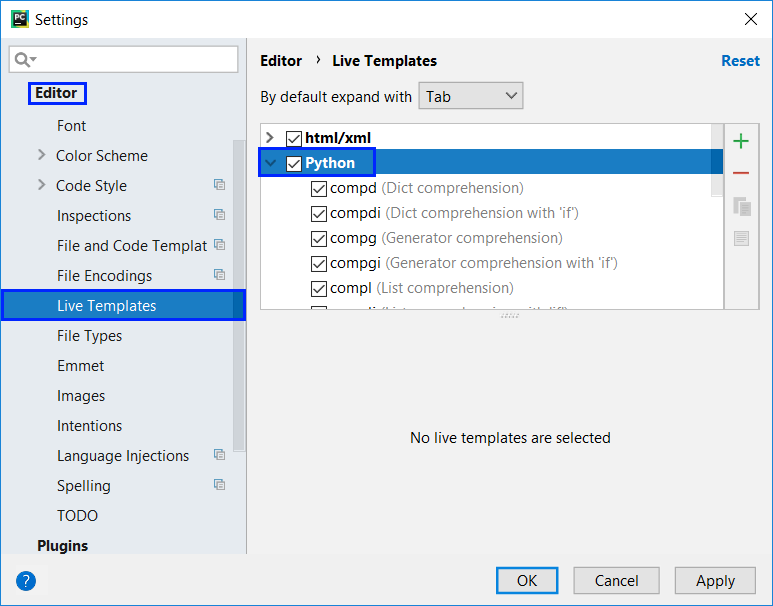 PC Settings
Editor
Font
Color Scheme
Code Style
Inspections
File and Code Templat
File Encodings
Live Templates
File Types
Emmet
Images
Intentions
Language Injections
Spelling
TODO
Plugins
?
Editor › Live Templates
Reset
By default expand with Tab
html/xml
Python
compd (Dict comprehension)
compdi (Dict comprehension with 'if')
compg (Generator comprehension)
compgi (Generator comprehension with 'if')
compl (List comprehension)
No live templates are selected
OK Cancel Apply